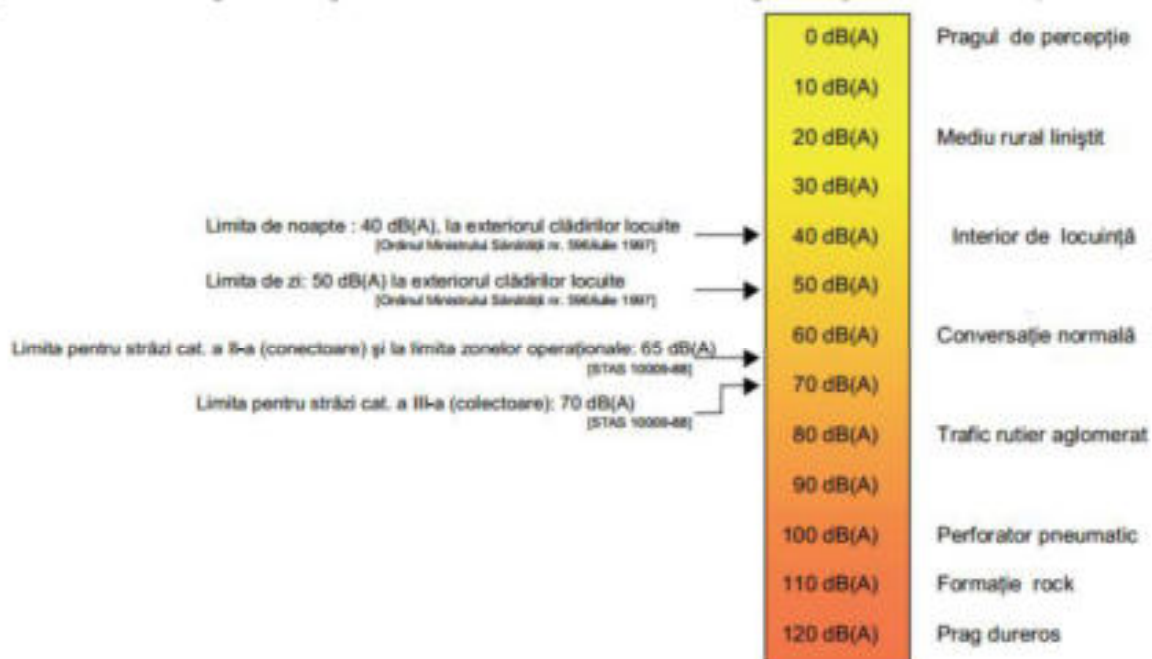 0 dB(A) Pragul de percepție
10 dB(A)
20 dB(A) Mediu rural liniştit
30 dB(A)
Limita de noapte : 40 dB(A), la exteriorul clădirilor locuite
[Ordinul Ministrului Sănătății nr. 596/iulie 1997]
40 dB(A) Interior de locuință
Limita de zi: 50 dB(A) la exteriorul clădirilor locuite
[Ordinul Ministrului Sănătății nr. 596/iulie 1997]
50 dB(A)
60 dB(A) Conversație normală
Limita pentru străzi cat. a II-a (conectoare) și la limita zonelor operaționale: 65 dB(A)
[STAS 10009-88]
70 dB(A)
Limita pentru străzi cat. a III-a (colectoare): 70 dB(A)
[STAS 10009-88]
80 dB(A) Trafic rutier aglomerat
90 dB(A)
100 dB(A) Perforator pneumatic
110 dB(A) Formație rock
120 dB(A) Prag dureros